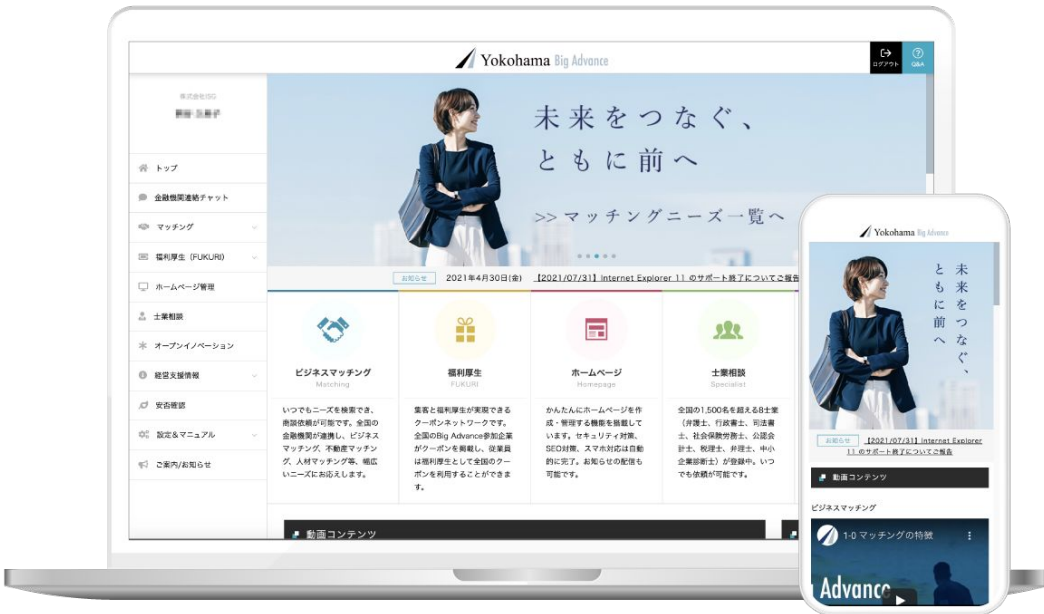 Yokohama Big Advance
ログアウト
Q&A
株式会社ISG
トップ
金融機関連絡チャット
マッチング
福利厚生（FUKURI）
ホームページ管理
士業相談
オープンイノベーション
経営支援情報
安否確認
設定&マニュアル
ご案内/お知らせ
未来をつなぐ、
ともに前へ
>>マッチングニーズ一覧へ
お知らせ 2021年4月30日(金) 【2021/07/31】Internet Explorer 11 のサポート終了についてご報告
ビジネスマッチング
Matching
いつでもニーズを検索でき、
商談依頼が可能です。全国の
金融機関が連携し、ビジネス
マッチング、不動産マッチン
グ、人材マッチング等、幅広
いニーズにお応えします。
福利厚生
FUKURI
集客と福利厚生が実現できる
クーポンネットワークです。
全国のBig Advance参加企業
がクーポンを掲載し、従業員
は福利厚生として全国のクー
ポンを利用することができま
す。
ホームページ
Homepage
かんたんにホームページを作
成・管理する機能を搭載して
います。セキュリティ対策、
SEO対策、スマホ対応は自動
的に完了。お知らせの配信も
可能です。
士業相談
Specialist
全国の1,500名を超える8士業
（弁護士、行政書士、司法書
士、社会保険労務士、公認会
計士、税理士、弁理士、中小
企業診断士）が登録中。いつ
でも依頼が可能です。
動画コンテンツ
Yokohama Big Advance
未来をつなぐ、
ともに前へ
お知らせ 【2021/07/31】Internet Explorer
11 のサポート終了についてご報告
動画コンテンツ
ビジネスマッチング
1-0 マッチングの特徴
Advance